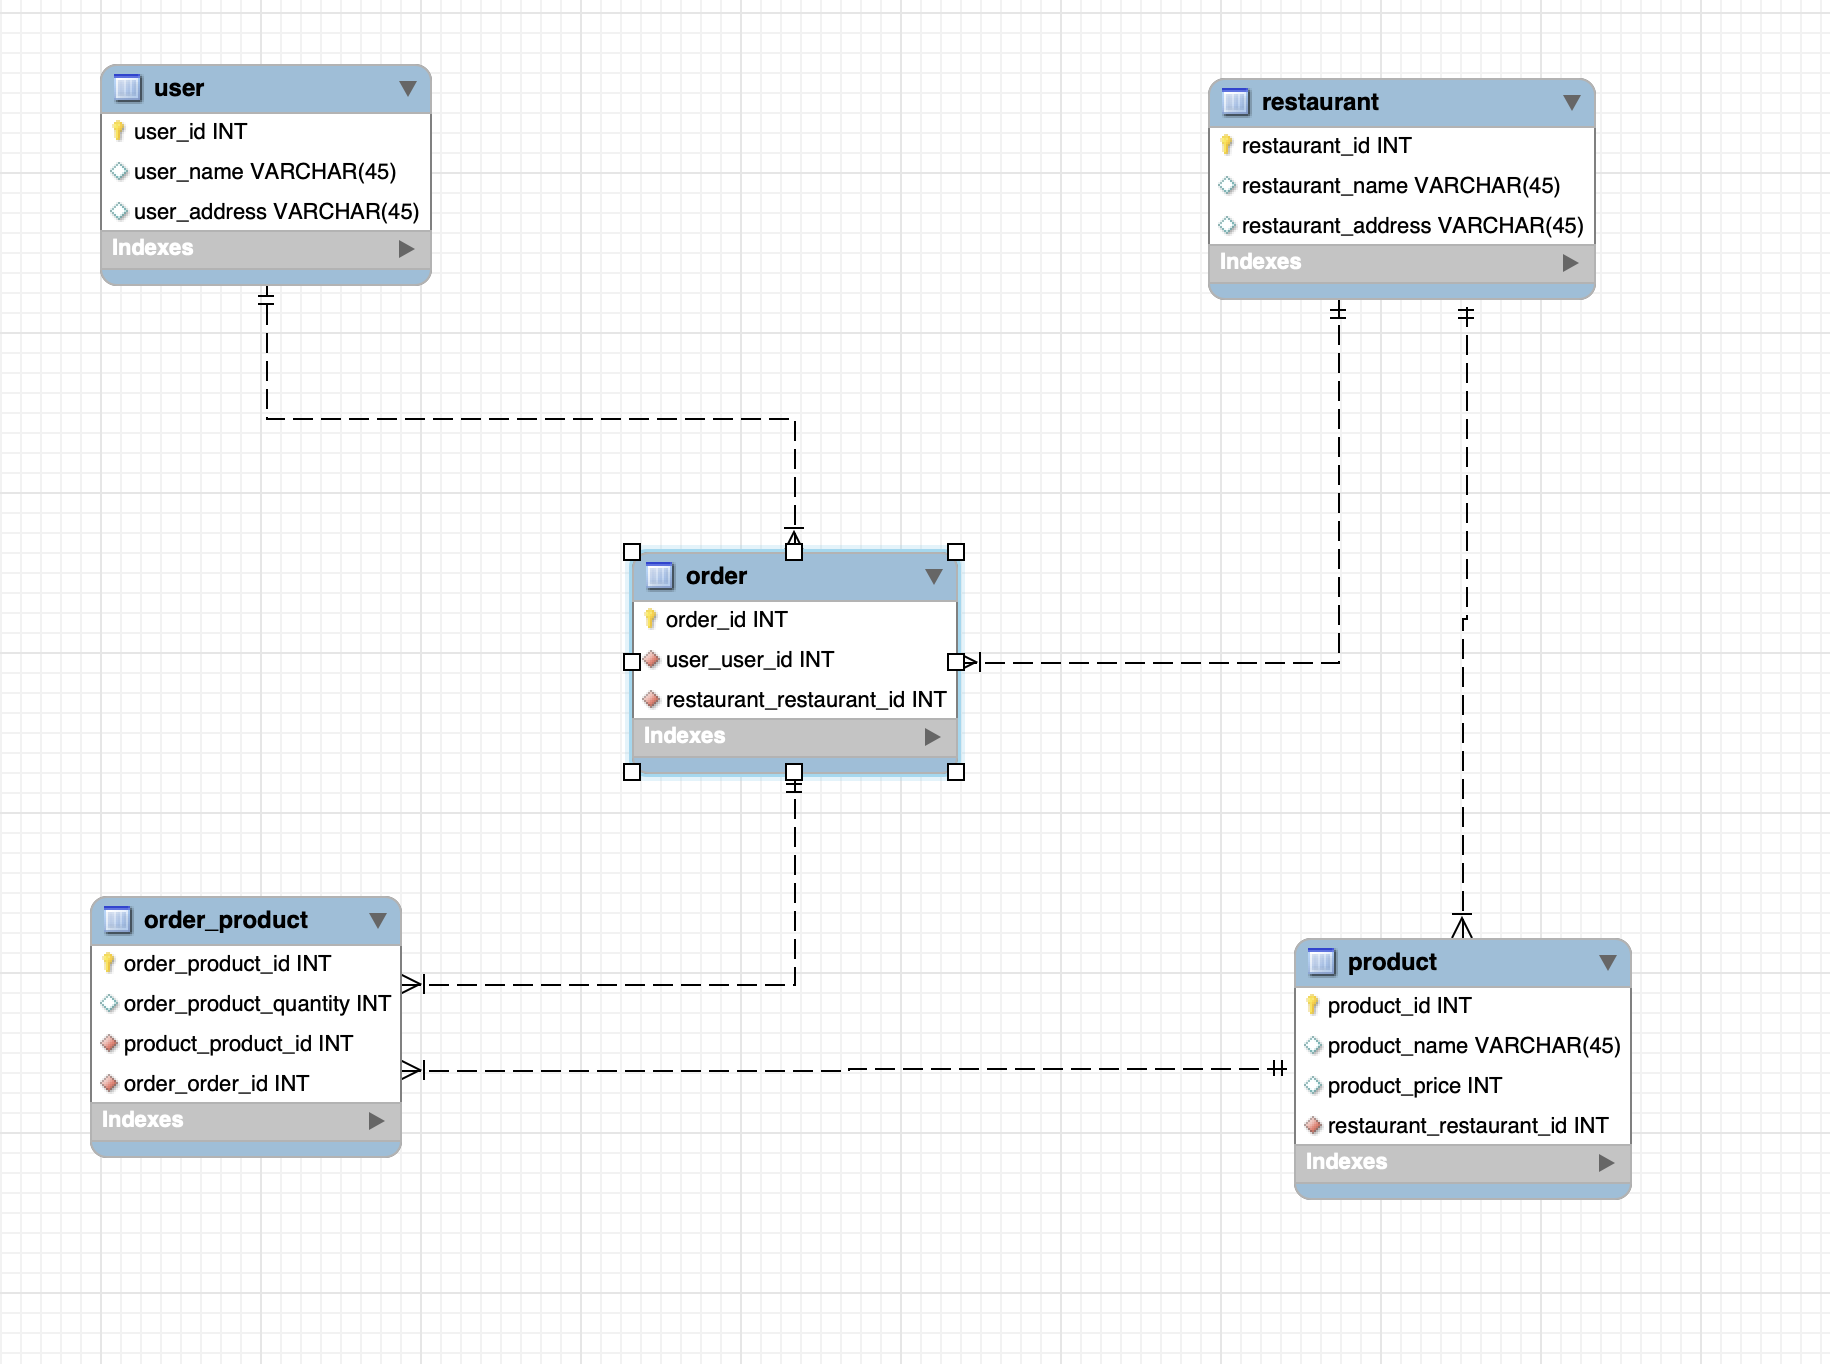 user
user_id INT
user_name VARCHAR(45)
user_address VARCHAR(45)
Indexes
restaurant
restaurant_id INT
restaurant_name VARCHAR(45)
restaurant_address VARCHAR(45)
Indexes
order
order_id INT
user_user_id INT
restaurant_restaurant_id INT
Indexes
order_product
order_product_id INT
order_product_quantity INT
product_product_id INT
order_order_id INT
Indexes
product
product_id INT
product_name VARCHAR(45)
product_price INT
restaurant_restaurant_id INT
Indexes